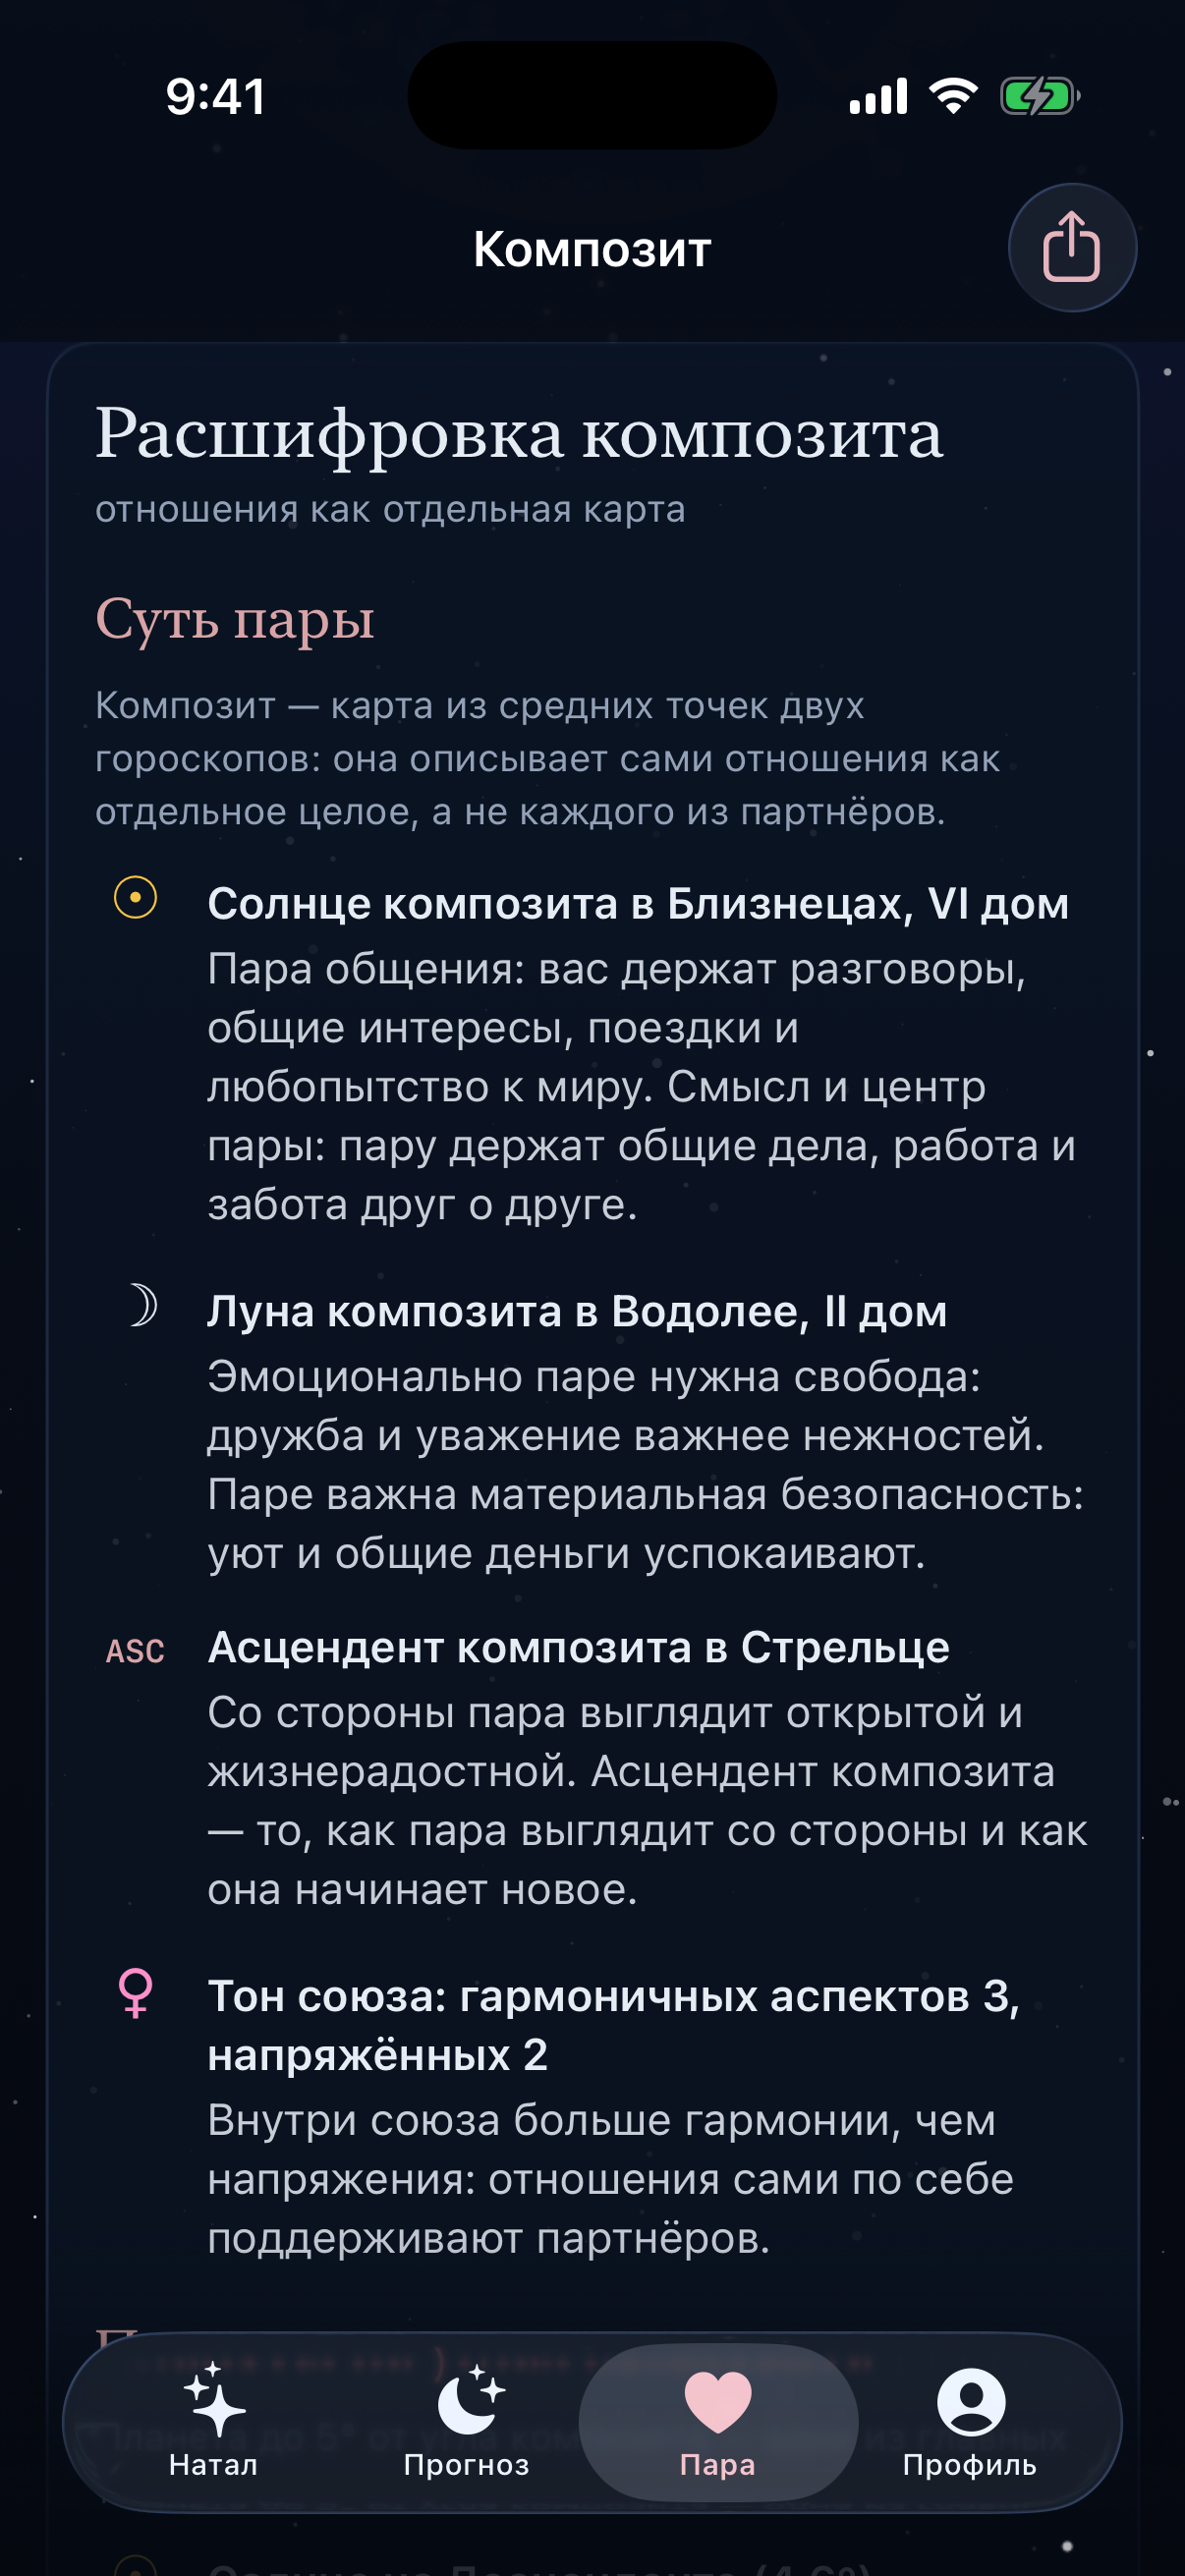 9:41
Композит
Расшифровка композита
отношения как отдельная карта
Суть пары
Композит — карта из средних точек двух
гороскопов: она описывает сами отношения как
отдельное целое, а не каждого из партнёров.
Солнце композита в Близнецах, VI дом
Пара общения: вас держат разговоры,
общие интересы, поездки и
любопытство к миру. Смысл и центр
пары: пару держат общие дела, работа и
забота друг о друге.
Луна композита в Водолее, II дом
Эмоционально паре нужна свобода:
дружба и уважение важнее нежностей.
Паре важна материальная безопасность:
уют и общие деньги успокаивают.
ASC Асцендент композита в Стрельце
Со стороны пара выглядит открытой и
жизнерадостной. Асцендент композита
— то, как пара выглядит со стороны и как
она начинает новое.
Тон союза: гармоничных аспектов 3,
напряжённых 2
Внутри союза больше гармонии, чем
напряжения: отношения сами по себе
поддерживают партнёров.
Натал Прогноз Пара Профиль